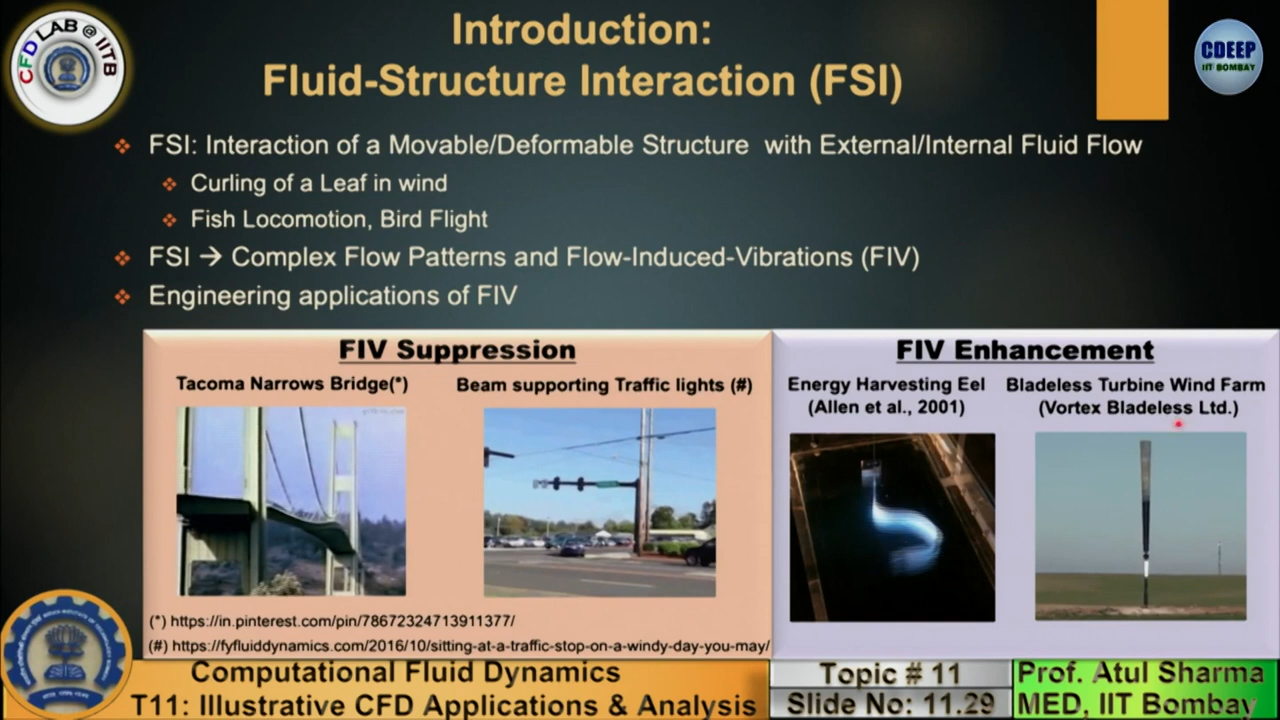 CFD LAB @ IITB
CDEEP
IIT BOMBAY
Introduction:
Fluid-Structure Interaction (FSI)
FSI: Interaction of a Movable/Deformable Structure with External/Internal Fluid Flow
Curling of a Leaf in wind
Fish Locomotion, Bird Flight
FSI → Complex Flow Patterns and Flow-Induced-Vibrations (FIV)
Engineering applications of FIV
FIV Suppression
Tacoma Narrows Bridge(*)
Beam supporting Traffic lights (#)
FIV Enhancement
Energy Harvesting Eel
(Allen et al., 2001)
Bladeless Turbine Wind Farm
(Vortex Bladeless Ltd.)
(*) https://in.pinterest.com/pin/78672324713911377/
(#) https://fyfluiddynamics.com/2016/10/sitting-at-a-traffic-stop-on-a-windy-day-you-may/
Computational Fluid Dynamics
T11: Illustrative CFD Applications & Analysis
Topic # 11
Slide No: 11.29
Prof. Atul Sharma
MED, IIT Bombay